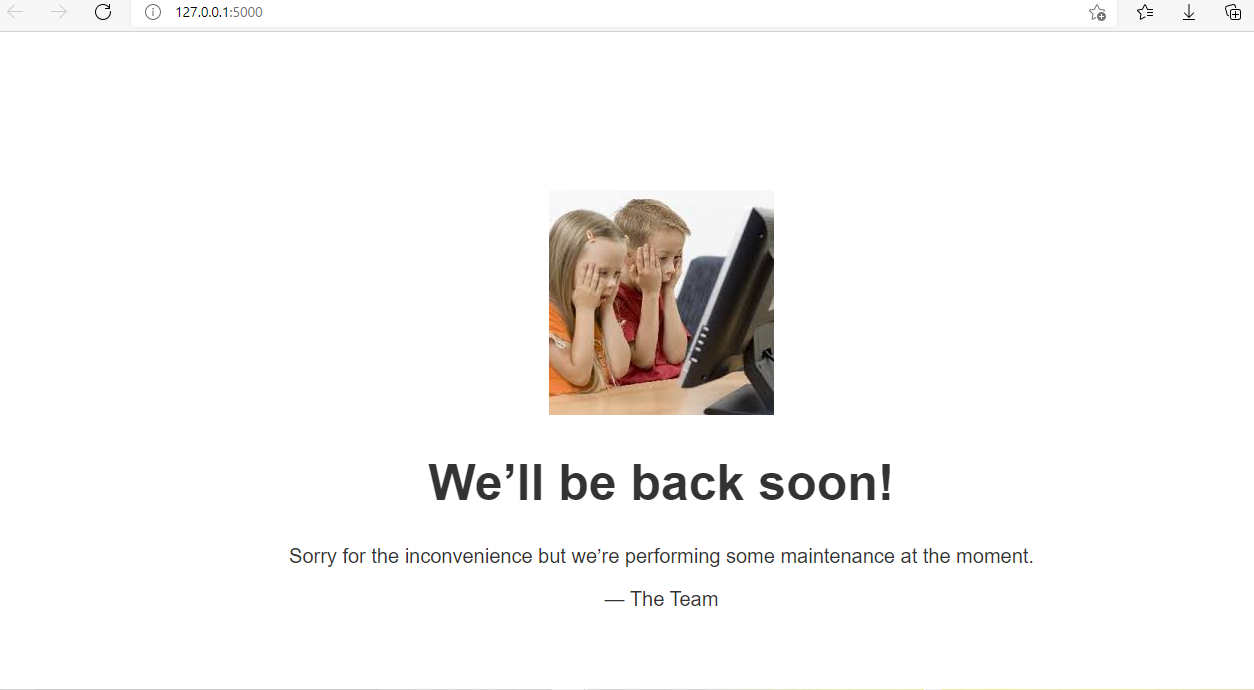 127.0.0.1:5000
We’ll be back soon!
Sorry for the inconvenience but we’re performing some maintenance at the moment.
— The Team